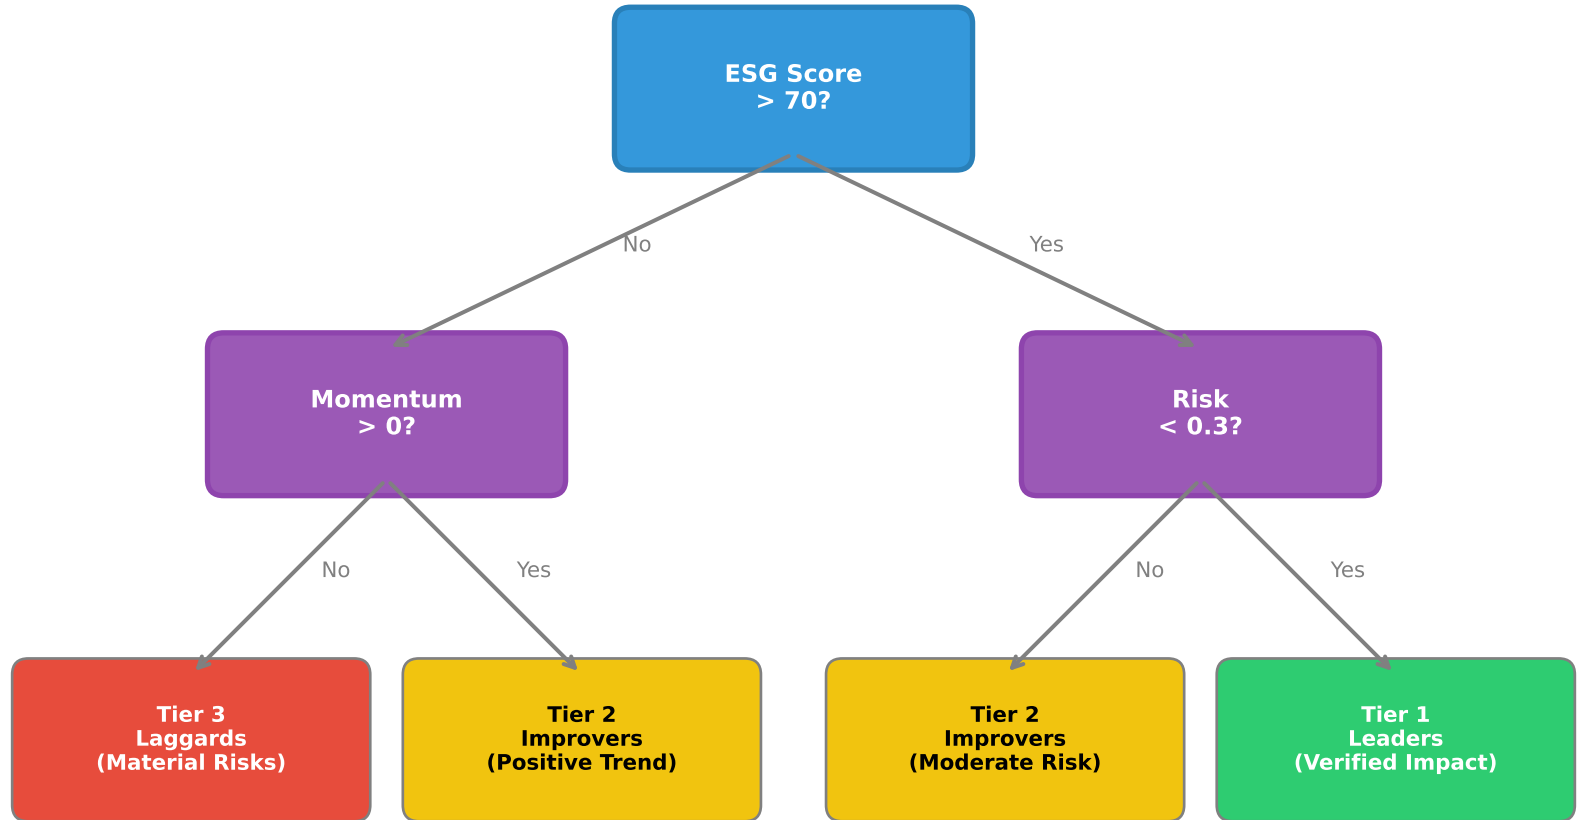 ESG Score
> 70?
No
Yes
Momentum
> 0?
Risk
< 0.3?
No
Yes
No
Yes
Tier 3
Laggards
(Material Risks)
Tier 2
Improvers
(Positive Trend)
Tier 2
Improvers
(Moderate Risk)
Tier 1
Leaders
(Verified Impact)